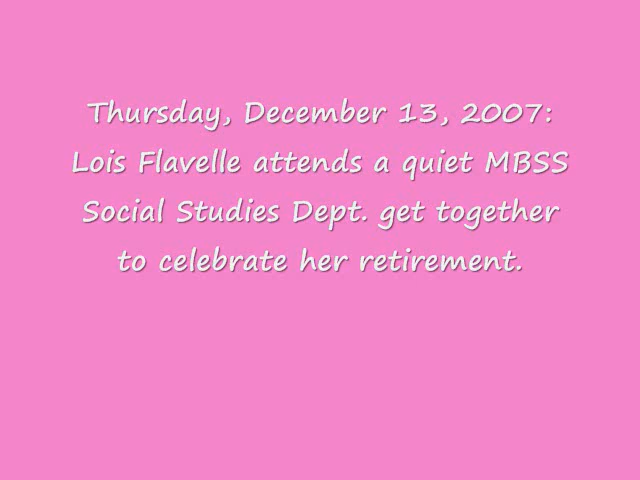 Thursday, December 13, 2007:
Lois Flavelle attends a quiet MBSS
Social Studies Dept. get together
to celebrate her retirement.